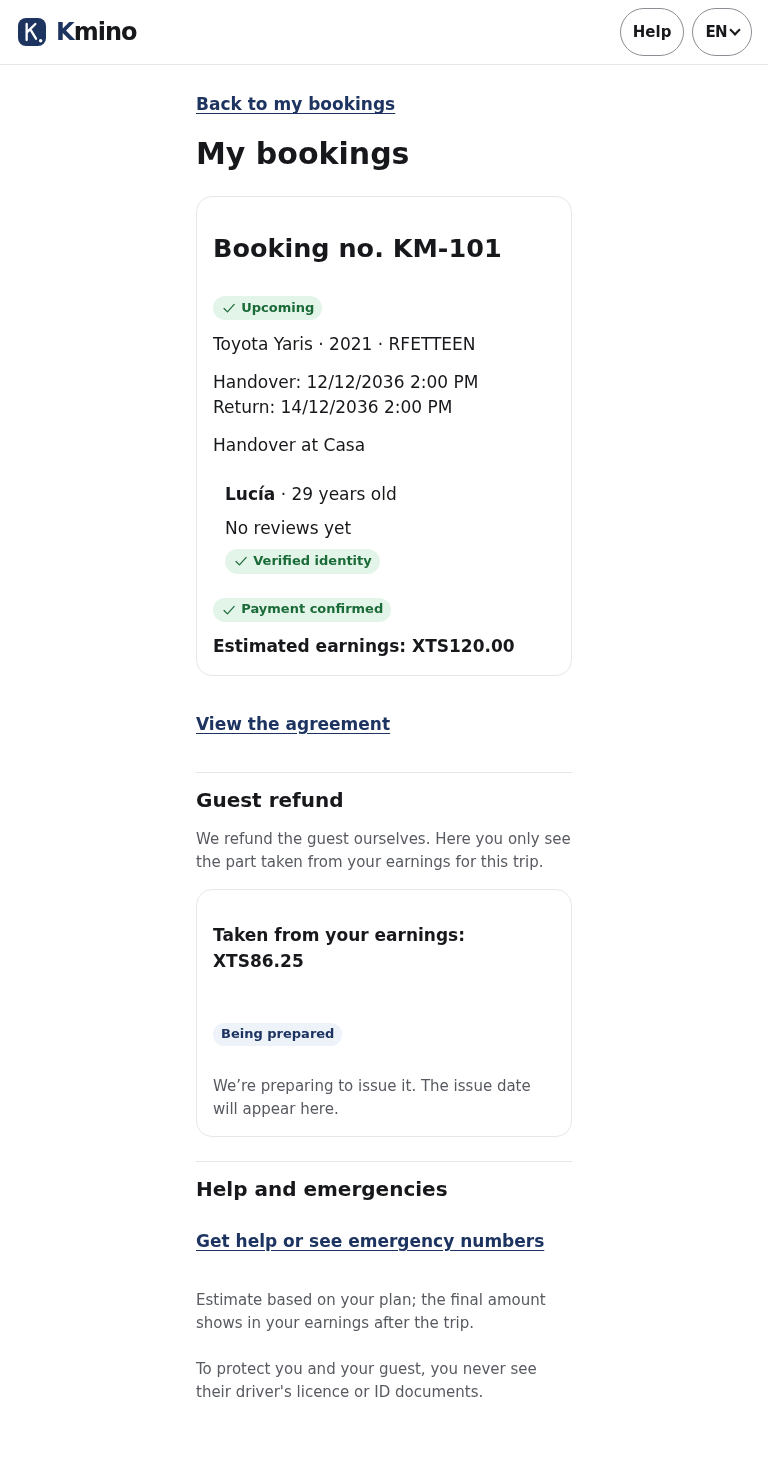 K. Kmino
Help
EN
Back to my bookings
My bookings
Booking no. KM-101
Upcoming
Toyota Yaris · 2021 · RFETTEEN
Handover: 12/12/2036 2:00 PM
Return: 14/12/2036 2:00 PM
Handover at Casa
Lucía · 29 years old
No reviews yet
Verified identity
Payment confirmed
Estimated earnings: XTS120.00
View the agreement
Guest refund
We refund the guest ourselves. Here you only see
the part taken from your earnings for this trip.
Taken from your earnings:
XTS86.25
Being prepared
We’re preparing to issue it. The issue date
will appear here.
Help and emergencies
Get help or see emergency numbers
Estimate based on your plan; the final amount
shows in your earnings after the trip.
To protect you and your guest, you never see
their driver's licence or ID documents.